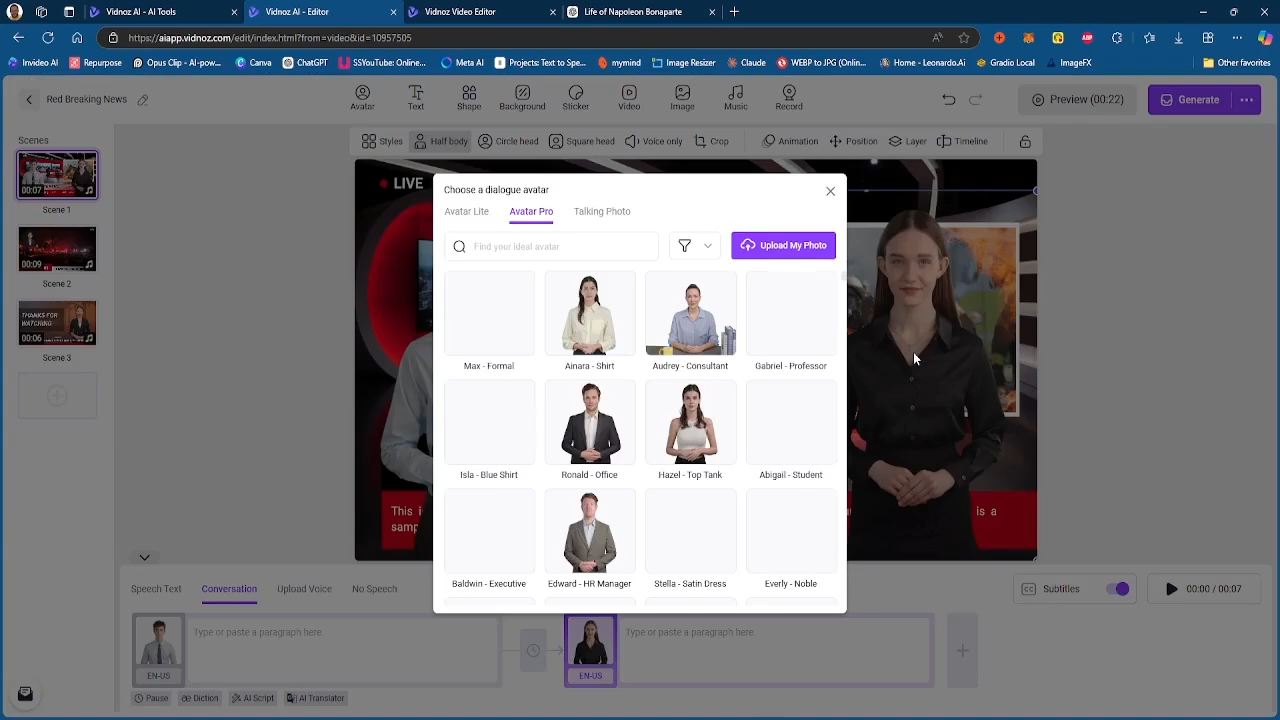 Vidnoz AI - AI Tools
Vidnoz AI - Editor
Vidnoz Video Editor
Life of Napoleon Bonaparte
https://aiapp.vidnoz.com/edit/index.html?from=video&id=10957505
Invideo AI
Repurpose
Opus Clip - AI-pow...
Canva
ChatGPT
SSYouTube: Online...
Meta AI
Projects Text to Spe...
mymind
Image Resizer
Claude
WEBP to JPG (Onlin...
Home - Leonardo.Ai
Gradio Local
ImageFX
Other favorites
Red Breaking News
Avatar
Text
Shape
Background
Sticker
Video
Image
Music
Record
Preview (00:22)
Generate
Scenes
Styles
Half body
Circle head
Square head
Voice only
Crop
Animation
Position
Layer
Timeline
00:07
Scene 1
00:09
Scene 2
THANKS FOR
WATCHING
00:06
Scene 3
LIVE
Choose a dialogue avatar
Avatar Lite
Avatar Pro
Talking Photo
Find your ideal avatar
Upload My Photo
Max - Formal
Ainara - Shirt
Audrey - Consultant
Gabriel - Professor
Isla - Blue Shirt
Ronald - Office
Hazel - Top Tank
Abigail - Student
Baldwin - Executive
Edward - HR Manager
Stella - Satin Dress
Everly - Noble
This
is a
samp
Speech Text
Conversation
Upload Voice
No Speech
CC
Subtitles
00:00 / 00:07
EN-US
Type or paste a paragraph here.
EN-US
Type or paste a paragraph here.
Pause
Diction
AI Script
AI Translator